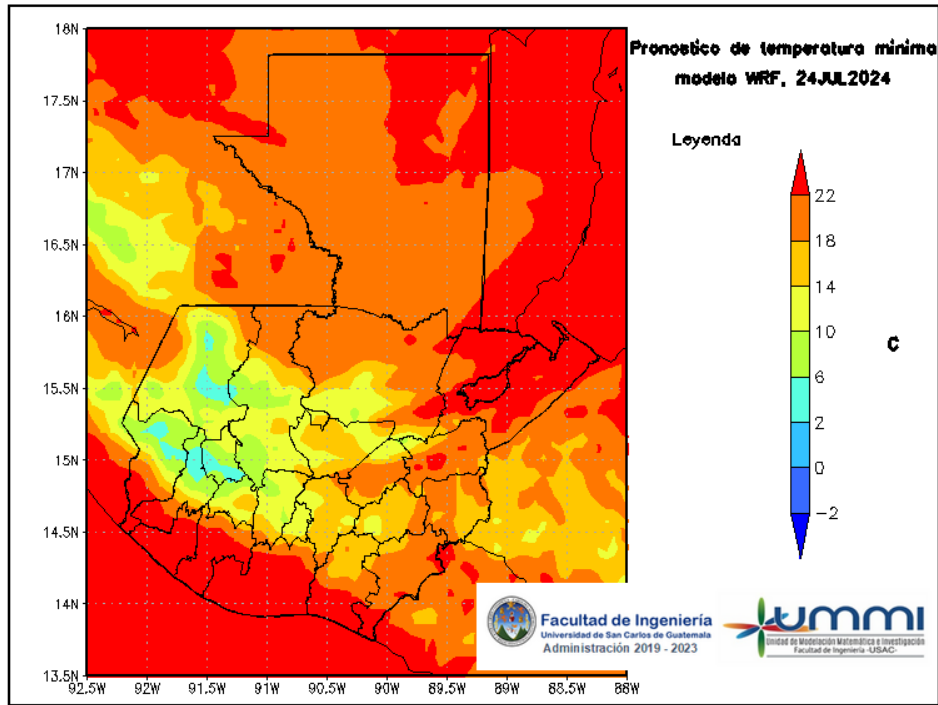 Pronostico de temperatura minima
modelo WRF, 24JUL2024
Leyenda
22
18
14
10
6
2
0
−2
C
18N
17.5N
17N
16.5N
16N
15.5N
15N
14.5N
14N
13.5N
92.5W
92W
91.5W
91W
90.5W
90W
89.5W
89W
88.5W
88W
Facultad de Ingeniería
Universidad de San Carlos de Guatemala
Administración 2019 - 2023
UMMI
Unidad de Modelación Matemática e Investigación
Facultad de Ingeniería -USAC-